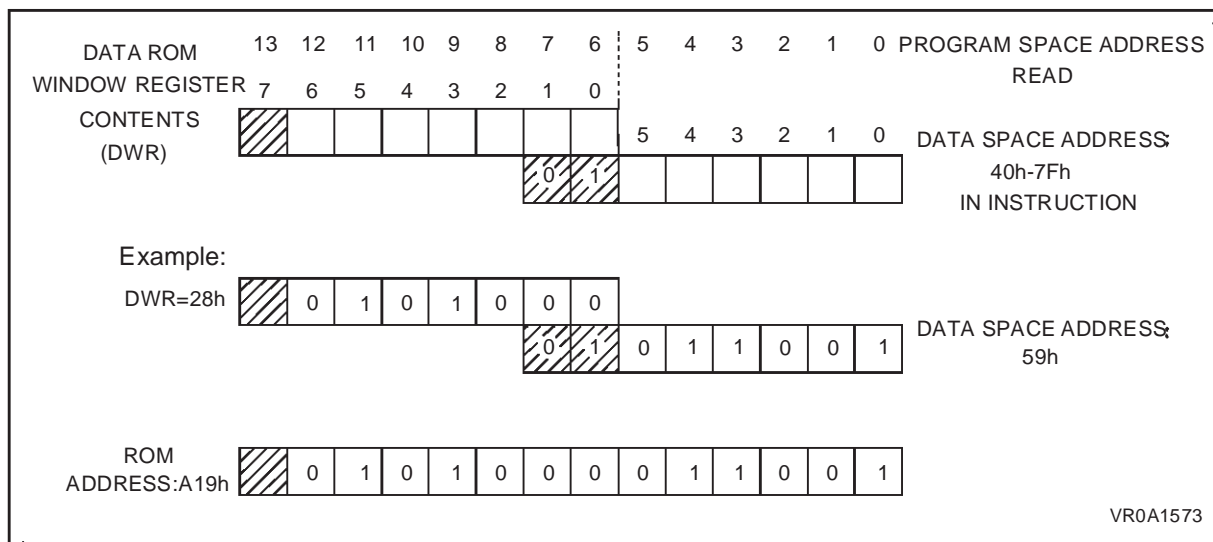 13 12 11 10 9 8 7 6 5 4 3 2 1 0 PROGRAM SPACE ADDRESS
READ
DATA ROM
WINDOW REGISTER 7 6 5 4 3 2 1 0
CONTENTS
(DWR)
5 4 3 2 1 0 DATA SPACE ADDRESS:
0 1 40h-7Fh
IN INSTRUCTION
Example:
DWR=28h 0 1 0 1 0 0 0
0 1 0 1 1 0 0 1 DATA SPACE ADDRESS:
59h
ROM
ADDRESS:A19h 0 1 0 1 0 0 0 0 1 1 0 0 1
VR0A1573